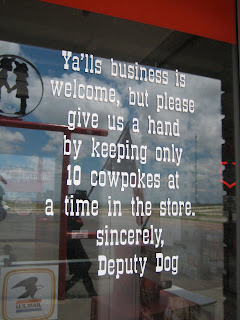 Ya'lls business is
welcome, but please
give us a hand
by keeping only
10 cowpokes at
a time in the store.
sincerely,
Deputy Dog
U.S. MAIL